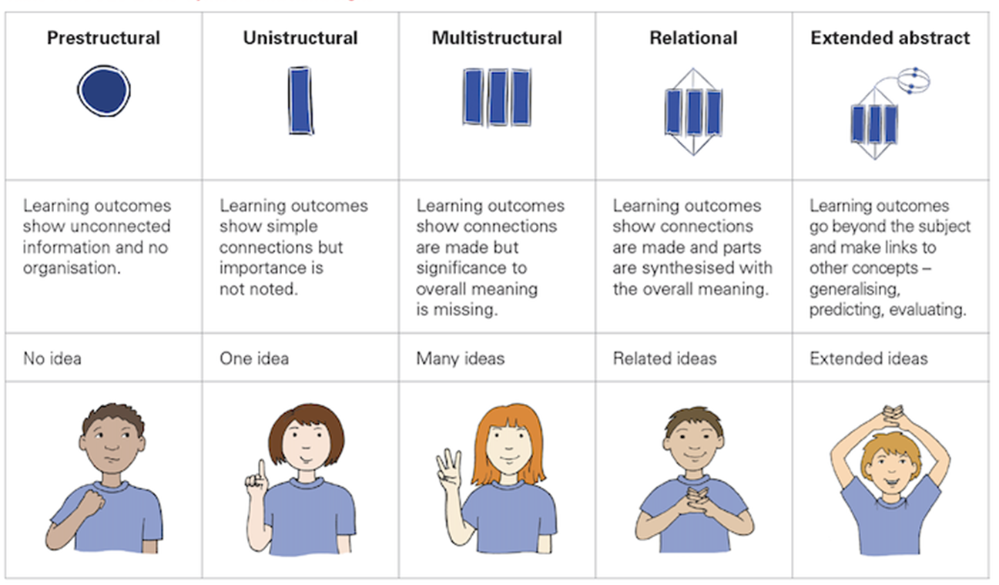 Prestructural
Unistructural
Multistructural
Relational
Extended abstract
Learning outcomes
show unconnected
information and no
organisation.
Learning outcomes
show simple
connections but
importance is
not noted.
Learning outcomes
show connections
are made but
significance to
overall meaning
is missing.
Learning outcomes
show connections
are made and parts
are synthesised with
the overall meaning.
Learning outcomes
go beyond the subject
and make links to
other concepts –
generalising,
predicting, evaluating.
No idea
One idea
Many ideas
Related ideas
Extended ideas